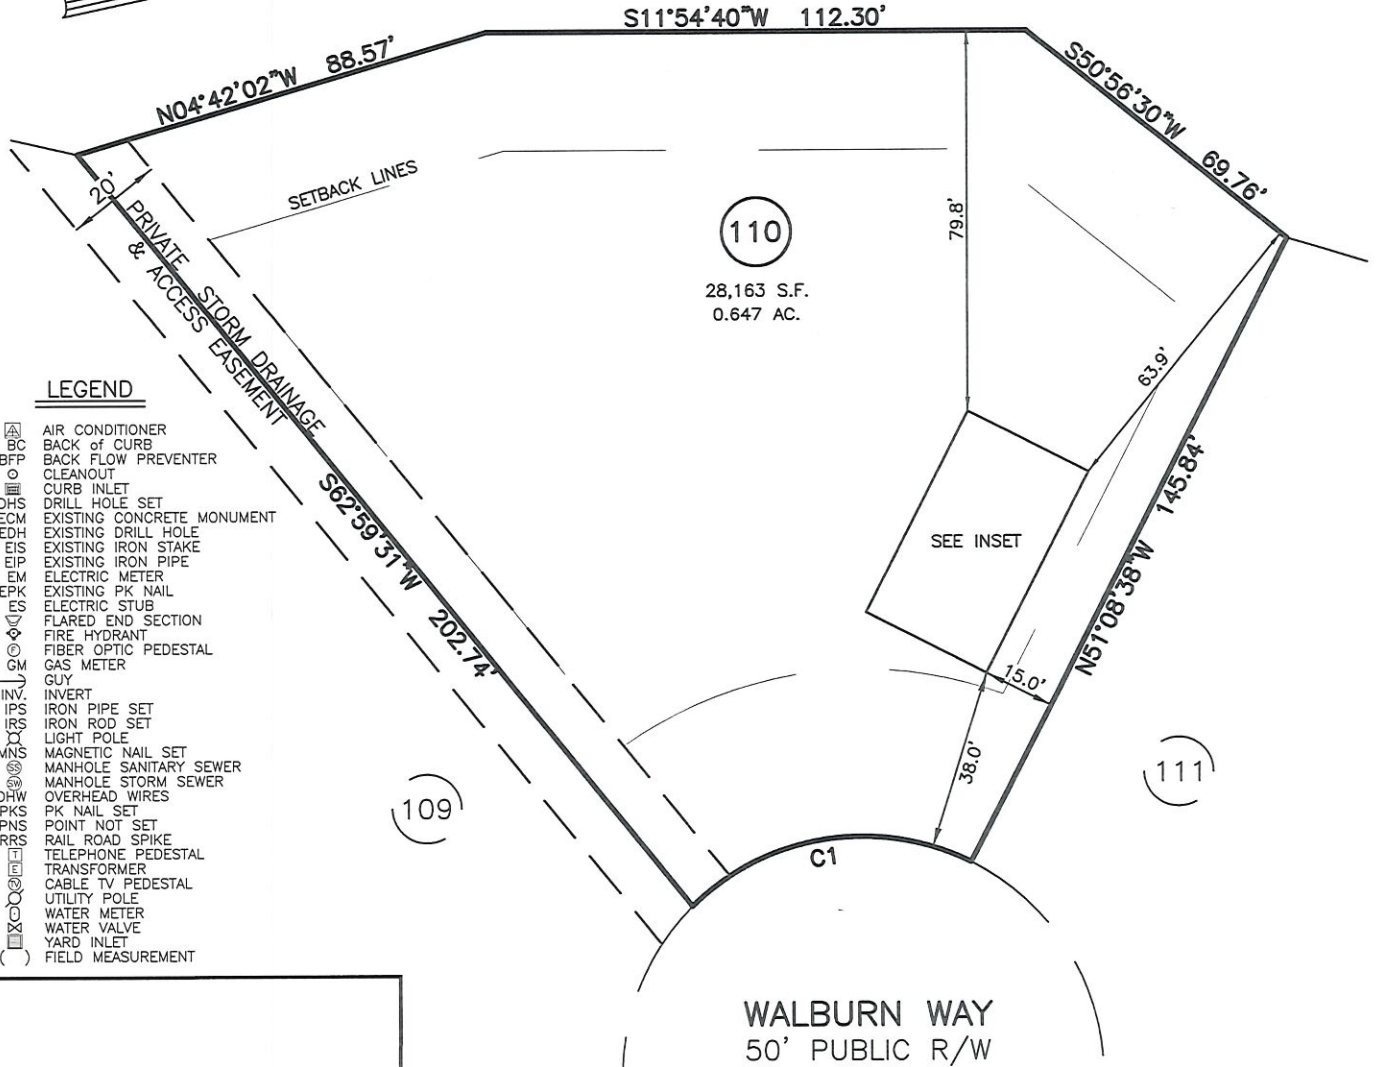 S11°54'40"W 112.30'
N04°42'02"W 88.57'
S50°56'30"W 69.76'
20'
SETBACK LINES
PRIVATE STORM DRAINAGE
& ACCESS EASEMENT
110
28,163 S.F.
0.647 AC.
79.8'
63.9'
SEE INSET
S62°59'31"W 202.74'
N51°08'38"W 145.84'
15.0'
38.0'
109
111
C1
WALBURN WAY
50' PUBLIC R/W
LEGEND
A AIR CONDITIONER
BC BACK of CURB
BFP BACK FLOW PREVENTER
CLEANOUT
CURB INLET
DHS DRILL HOLE SET
ECM EXISTING CONCRETE MONUMENT
EDH EXISTING DRILL HOLE
EIS EXISTING IRON STAKE
EIP EXISTING IRON PIPE
EM ELECTRIC METER
EPK EXISTING PK NAIL
ES ELECTRIC STUB
FLARED END SECTION
FIRE HYDRANT
F FIBER OPTIC PEDESTAL
GM GAS METER
GUY
INV. INVERT
IPS IRON PIPE SET
IRS IRON ROD SET
LIGHT POLE
MNS MAGNETIC NAIL SET
SS MANHOLE SANITARY SEWER
SW MANHOLE STORM SEWER
OHW OVERHEAD WIRES
PKS PK NAIL SET
PNS POINT NOT SET
RRS RAIL ROAD SPIKE
T TELEPHONE PEDESTAL
E TRANSFORMER
TV CABLE TV PEDESTAL
UTILITY POLE
WATER METER
WATER VALVE
YARD INLET
( ) FIELD MEASUREMENT